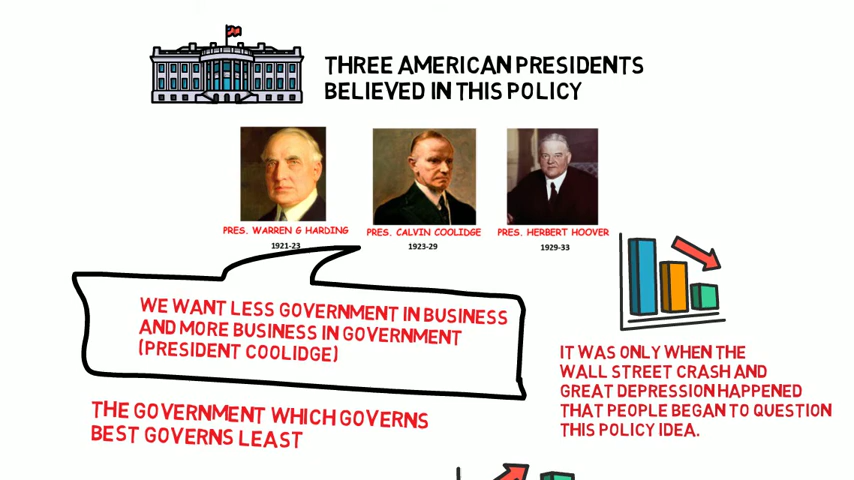 THREE AMERICAN PRESIDENTS
BELIEVED IN THIS POLICY
PRES. WARREN G HARDING
1921-23
PRES. CALVIN COOLIDGE
1923-29
PRES. HERBERT HOOVER
1929-33
WE WANT LESS GOVERNMENT IN BUSINESS
AND MORE BUSINESS IN GOVERNMENT
(PRESIDENT COOLIDGE)
THE GOVERNMENT WHICH GOVERNS
BEST GOVERNS LEAST
IT WAS ONLY WHEN THE
WALL STREET CRASH AND
GREAT DEPRESSION HAPPENED
THAT PEOPLE BEGAN TO QUESTION
THIS POLICY IDEA.